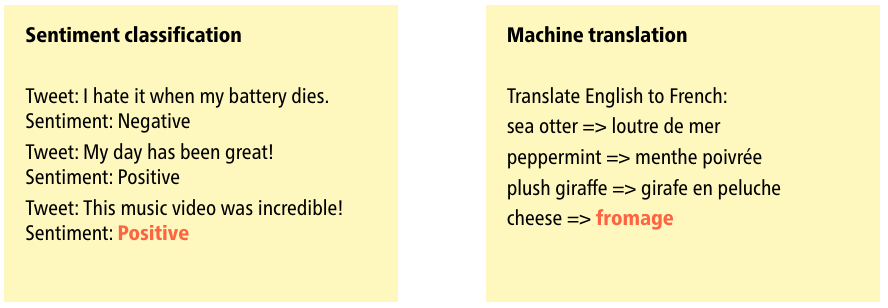 Sentiment classification
Tweet: I hate it when my battery dies.
Sentiment: Negative
Tweet: My day has been great!
Sentiment: Positive
Tweet: This music video was incredible!
Sentiment: Positive
Machine translation
Translate English to French:
sea otter => loutre de mer
peppermint => menthe poivrée
plush giraffe => girafe en peluche
cheese => fromage